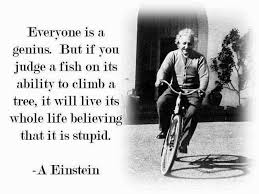 Everyone is a
genius.  But if you
judge a fish on its
ability to climb a
tree, it will live its
whole life believing
that it is stupid.
-A Einstein